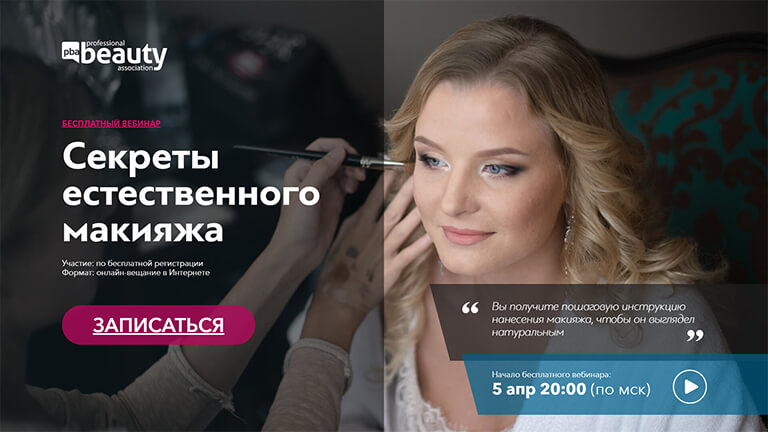 professional
pba beauty
association
БЕСПЛАТНЫЙ ВЕБИНАР
Секреты
естественного
макияжа
Участие: по бесплатной регистрации
Формат: онлайн-вещание в Интернете
ЗАПИСАТЬСЯ
“ Вы получите пошаговую инструкцию
нанесения макияжа, чтобы он выглядел
натуральным ”
Начало бесплатного вебинара:
5 апр 20:00 (по мск)